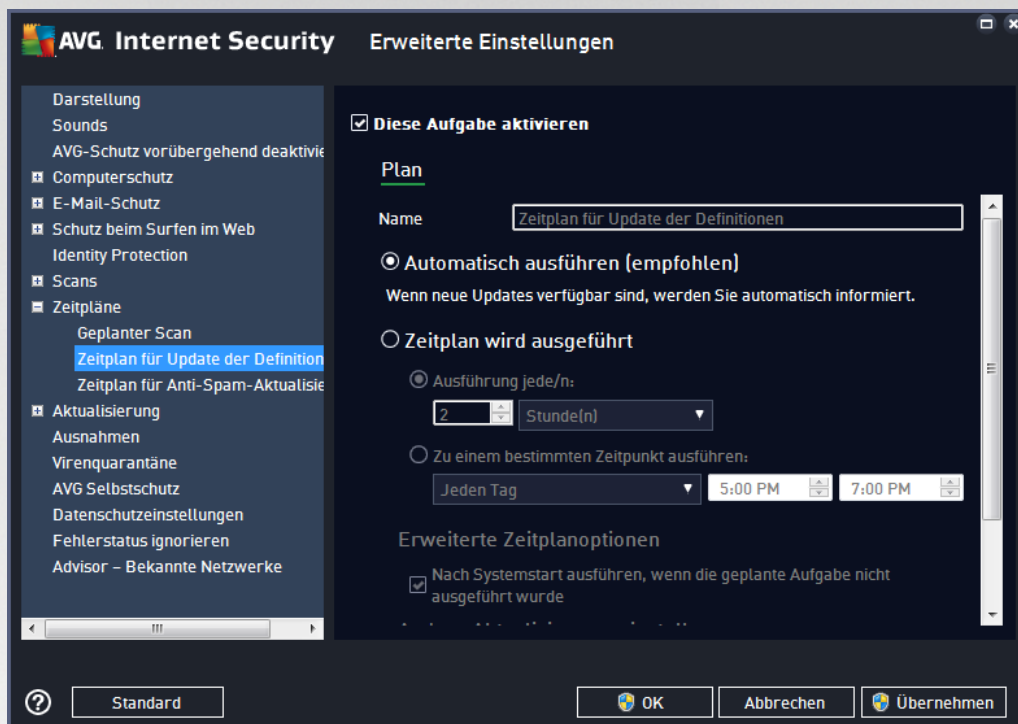 AVG. Internet Security Erweiterte Einstellungen
Darstellung
Sounds
AVG-Schutz vorübergehend deaktivie
Computerschutz
E-Mail-Schutz
Schutz beim Surfen im Web
Identity Protection
Scans
Zeitpläne
Geplanter Scan
Zeitplan für Update der Definition
Zeitplan für Anti-Spam-Aktualisie
Aktualisierung
Ausnahmen
Virenquarantäne
AVG Selbstschutz
Datenschutzeinstellungen
Fehlerstatus ignorieren
Advisor – Bekannte Netzwerke
Diese Aufgabe aktivieren
Plan
Name Zeitplan für Update der Definitionen
Automatisch ausführen (empfohlen)
Wenn neue Updates verfügbar sind, werden Sie automatisch informiert.
Zeitplan wird ausgeführt
Ausführung jede/n:
2 Stunde(n)
Zu einem bestimmten Zeitpunkt ausführen:
Jeden Tag 5:00 PM 7:00 PM
Erweiterte Zeitplanoptionen
Nach Systemstart ausführen, wenn die geplante Aufgabe nicht
ausgeführt wurde
Standard OK Abbrechen Übernehmen